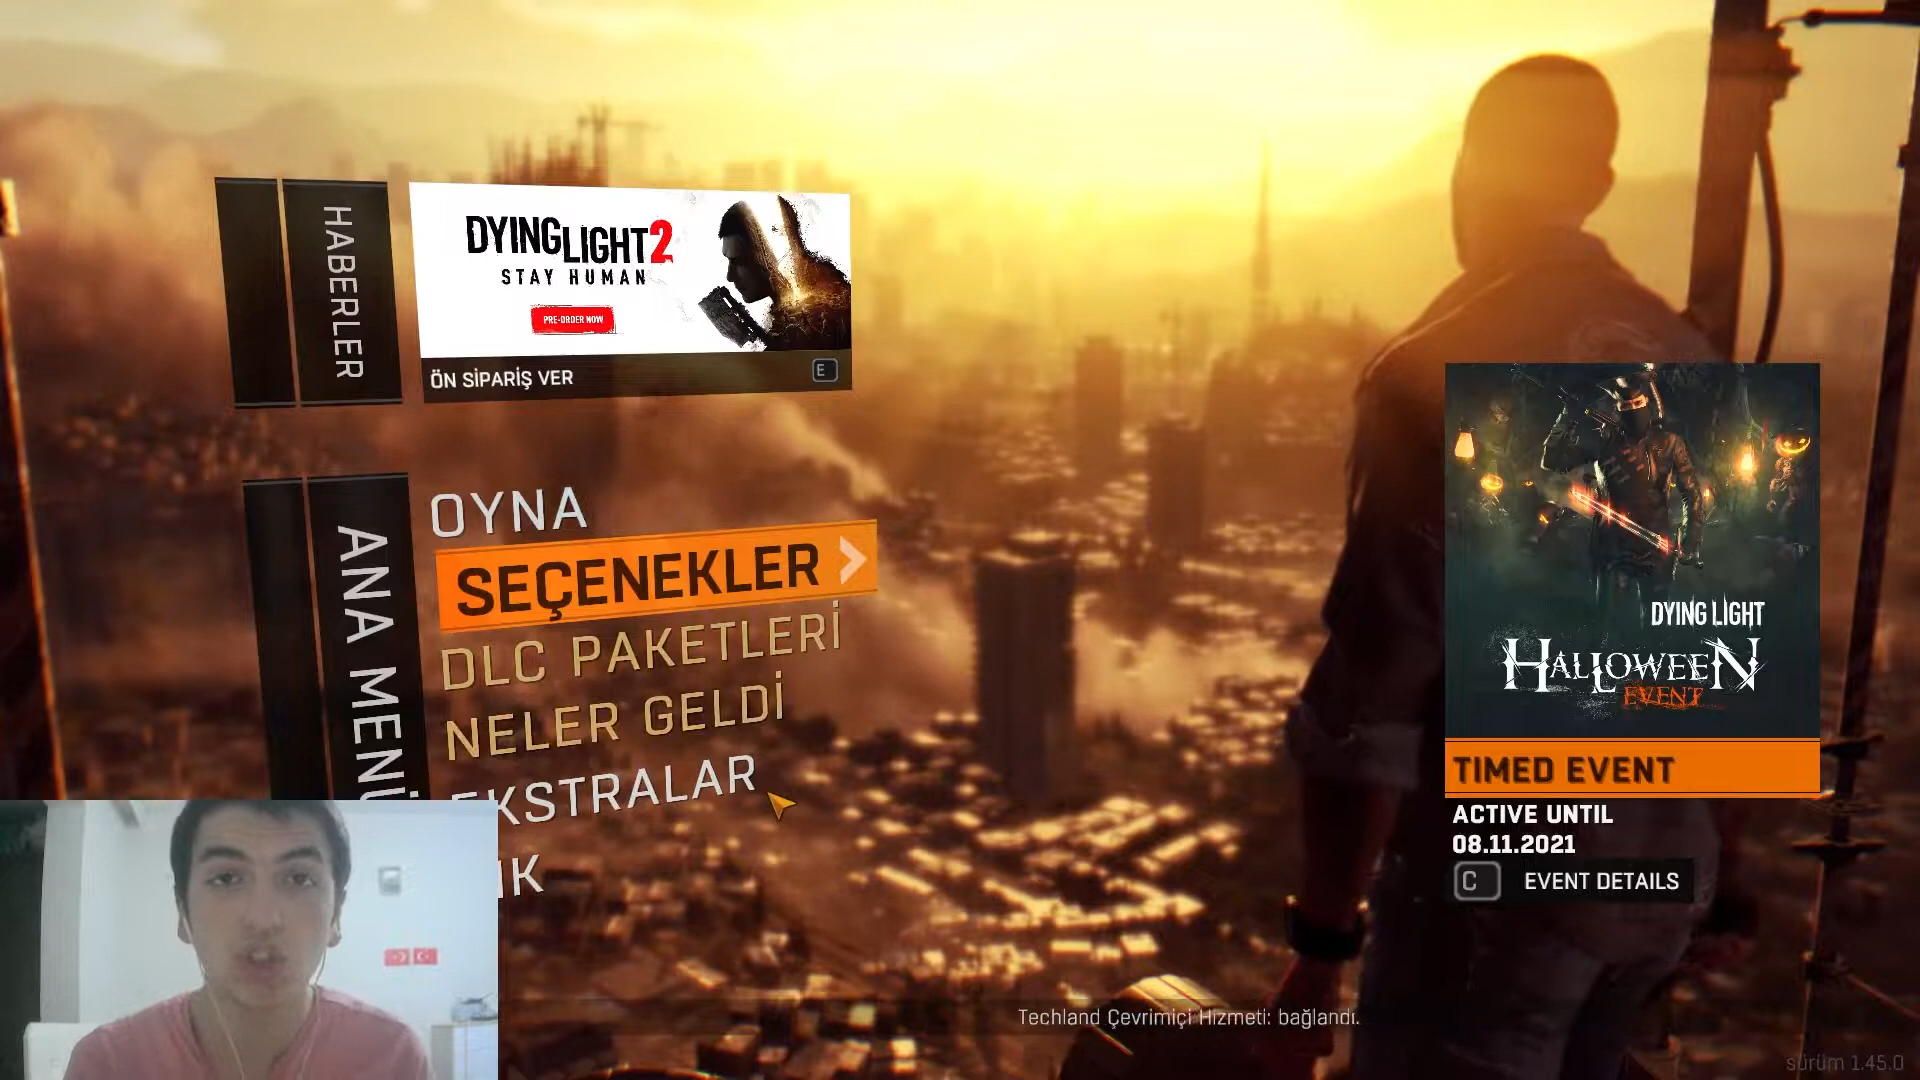 HABERLER
DYING LIGHT 2
STAY HUMAN
PRE-ORDER NOW
ÖN SİPARİŞ VER
E
ANA MENÜ
OYNA
SEÇENEKLER
DLC PAKETLERİ
NELER GELDİ
EKSTRALAR
IK
DYING LIGHT
HALLOWEEN
EVENT
TIMED EVENT
ACTIVE UNTIL
08.11.2021
C EVENT DETAILS
Techland Çevrimiçi Hizmeti: bağlandı.
sürüm 1.45.0